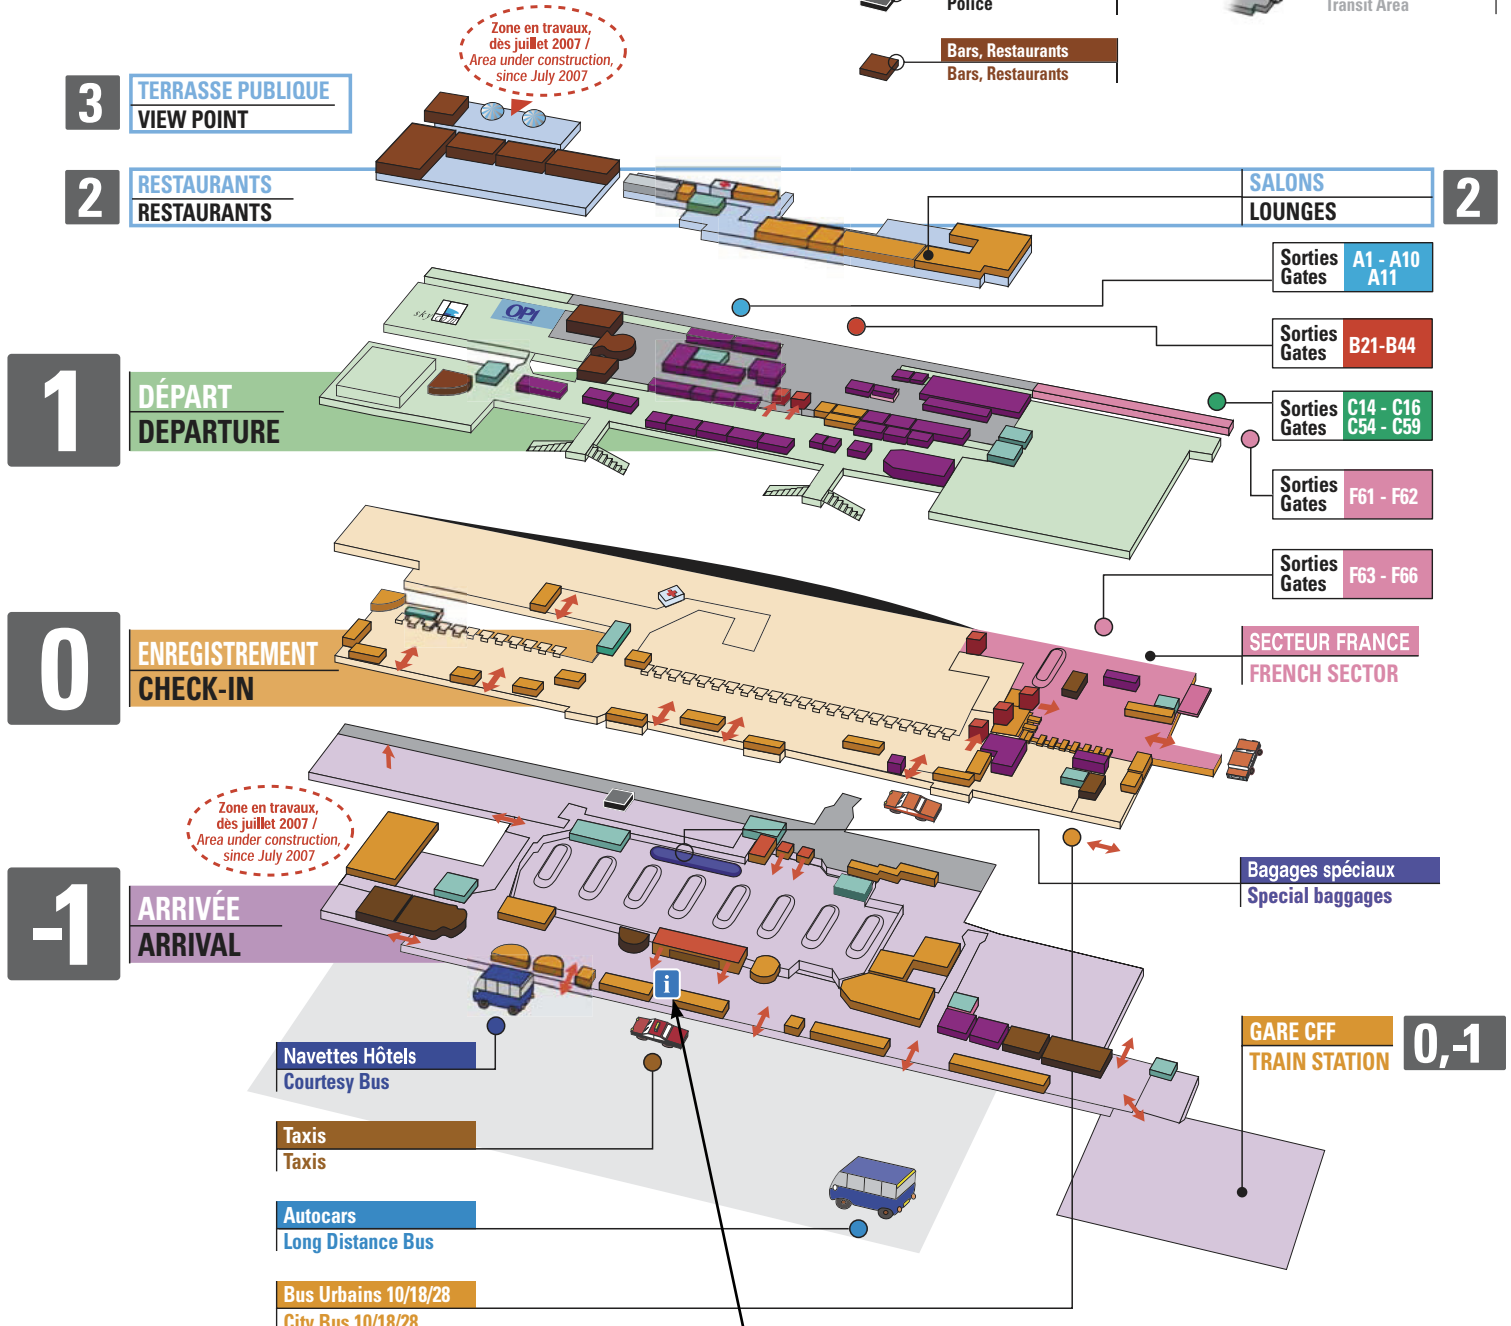 Police
Transit Area
Bars, Restaurants
Bars, Restaurants
Zone en travaux,
dès juillet 2007 /
Area under construction,
since July 2007
3
TERRASSE PUBLIQUE
VIEW POINT
2
RESTAURANTS
RESTAURANTS
SALONS
LOUNGES
2
Sorties
Gates
A1 - A10
A11
Sorties
Gates
B21-B44
Sorties
Gates
C14 - C16
C54 - C59
Sorties
Gates
F61 - F62
Sorties
Gates
F63 - F66
sky
OPI
1
DÉPART
DEPARTURE
0
ENREGISTREMENT
CHECK-IN
SECTEUR FRANCE
FRENCH SECTOR
Zone en travaux,
dès juillet 2007 /
Area under construction,
since July 2007
-1
ARRIVÉE
ARRIVAL
Bagages spéciaux
Special baggages
i
GARE CFF
TRAIN STATION
0,-1
Navettes Hôtels
Courtesy Bus
Taxis
Taxis
Autocars
Long Distance Bus
Bus Urbains 10/18/28
City Bus 10/18/28